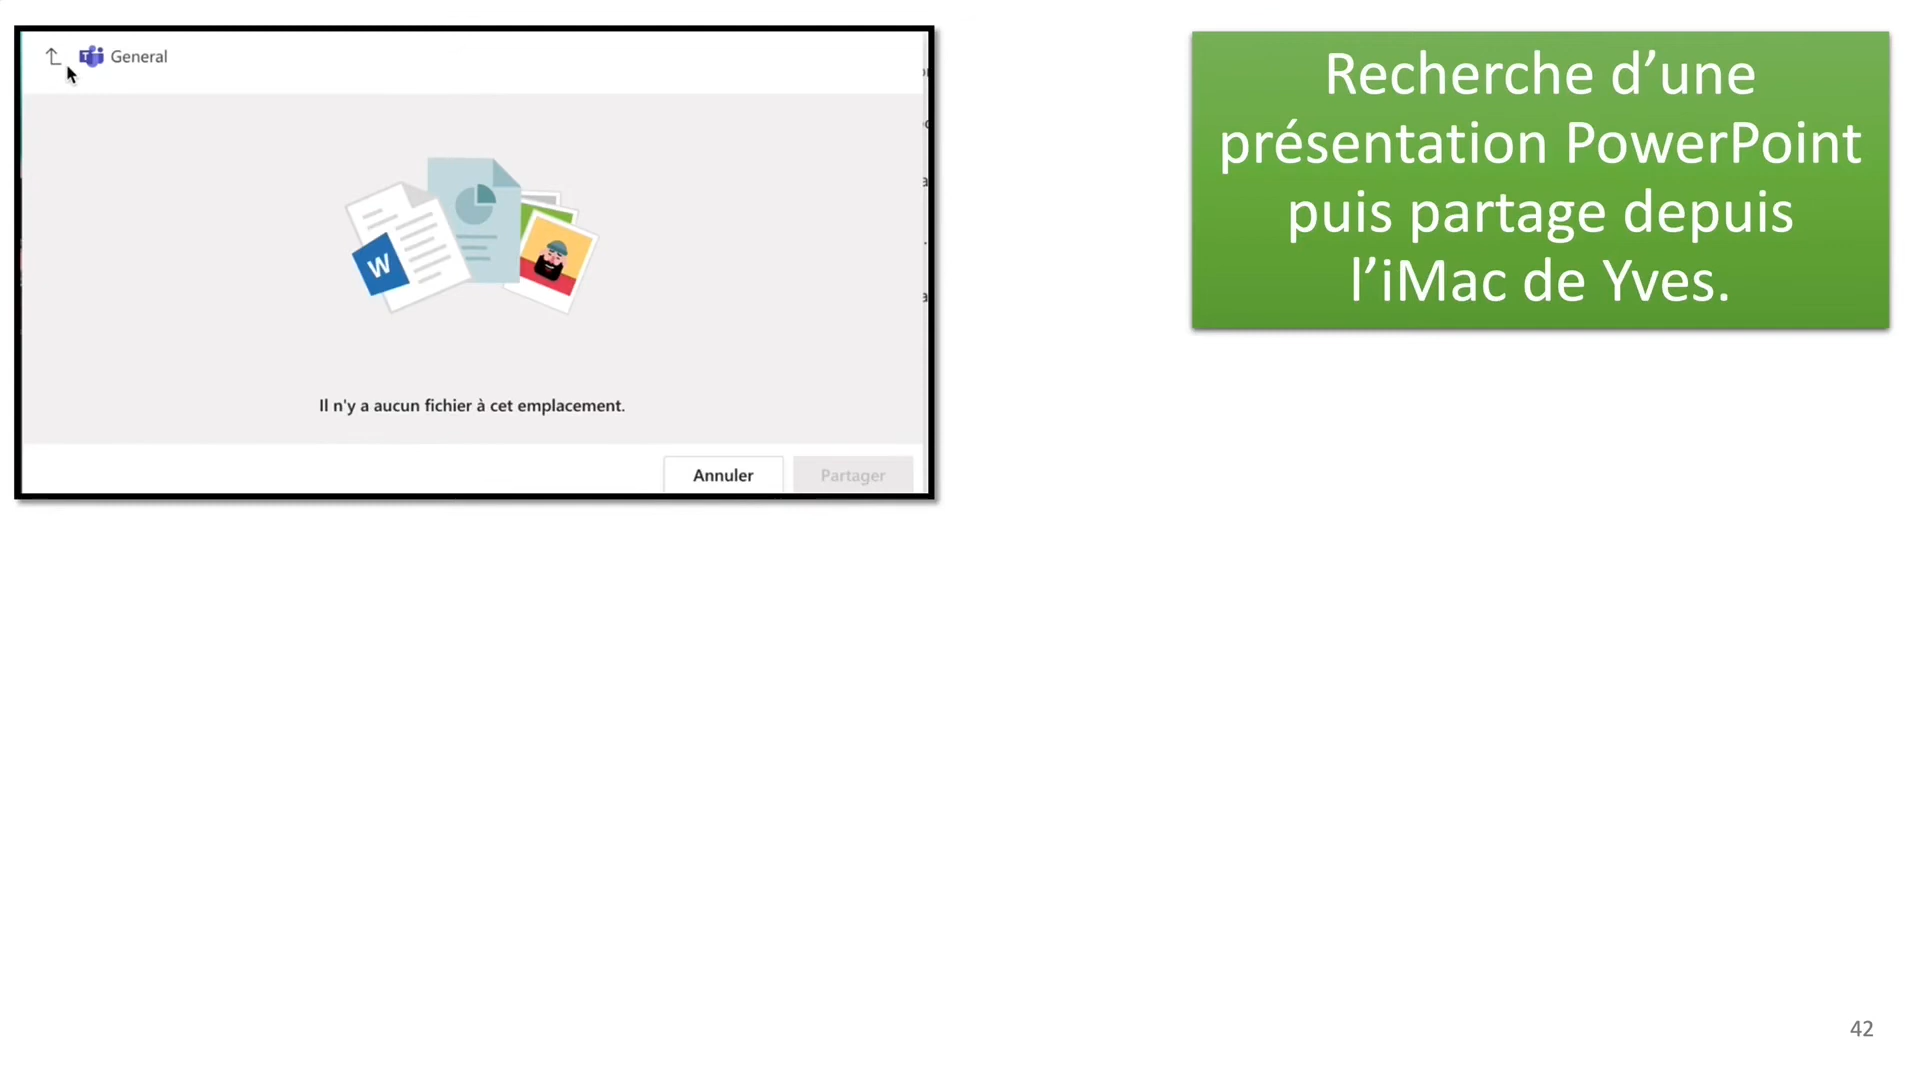 General
W
Il n'y a aucun fichier à cet emplacement.
Annuler
Partager
Recherche d’une
présentation PowerPoint
puis partage depuis
l’iMac de Yves.
42